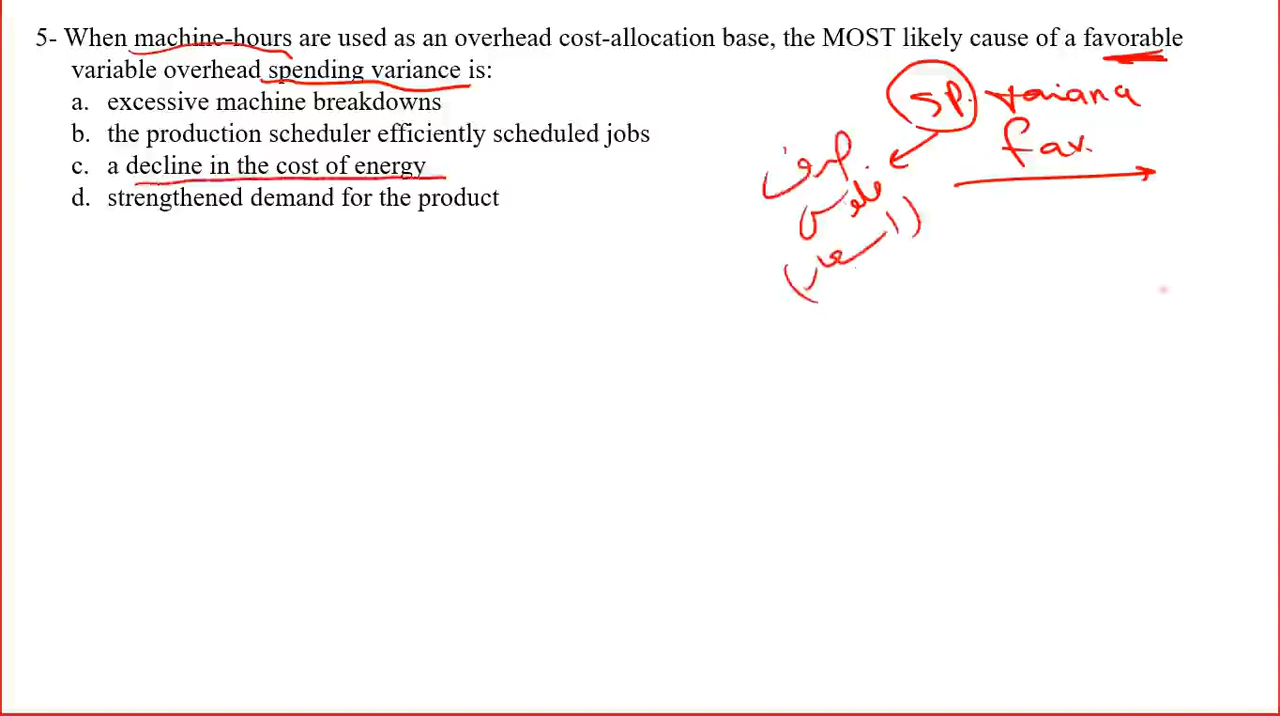 5- When machine-hours are used as an overhead cost-allocation base, the MOST likely cause of a favorable
variable overhead spending variance is:
a. excessive machine breakdowns
b. the production scheduler efficiently scheduled jobs
c. a decline in the cost of energy
d. strengthened demand for the product
SP.
fav.
صرف
فلوس